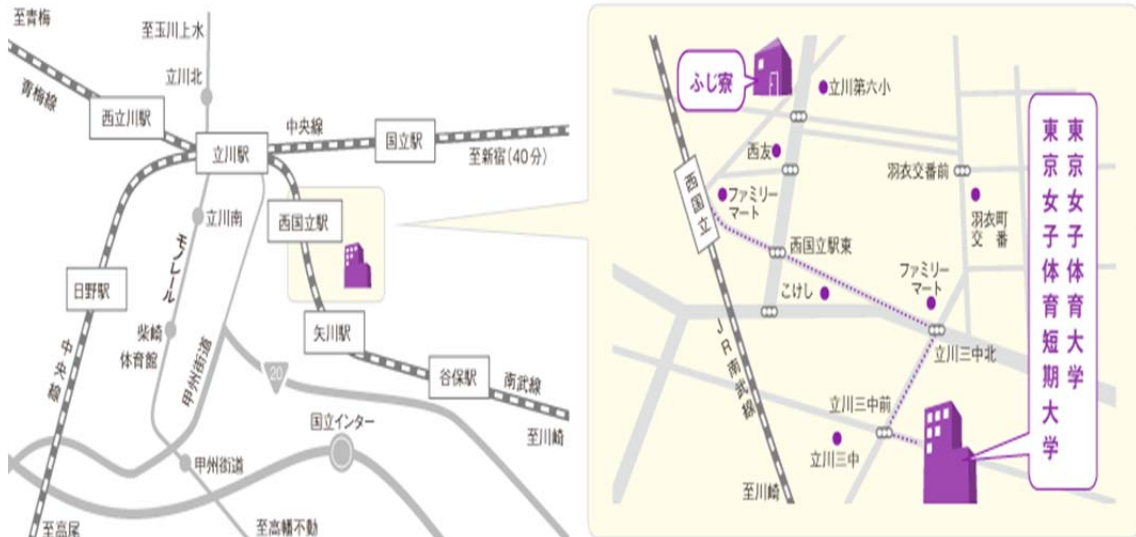 至青梅
至玉川上水
立川北
青梅線
西立川駅
立川駅
中央線
国立駅
至新宿(40分)
立川南
西国立駅
モノレール
日野駅
柴崎
体育館
矢川駅
甲州街道
20
谷保駅
南武線
至川崎
中央線
国立インター
甲州街道
至高尾
至高幡不動
ふじ寮
立川第六小
西友
羽衣交番前
西国立
ファミリー
マート
羽衣町
交番
西国立駅東
ファミリー
マート
こけし
JR南武線
立川三中北
立川三中前
立川三中
至川崎
東京女子体育大学
東京女子体育短期大学